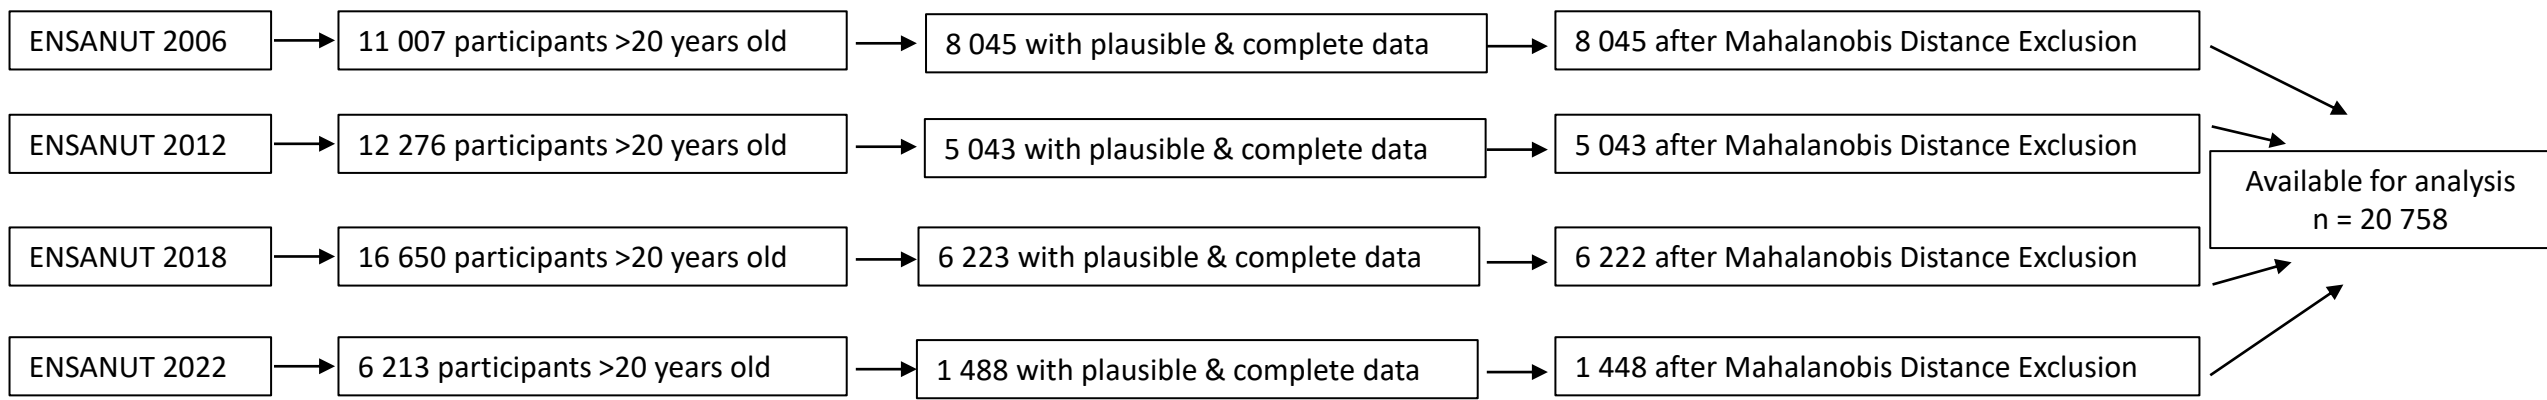 ENSANUT 2006
11 007 participants >20 years old
8 045 with plausible & complete data
8 045 after Mahalanobis Distance Exclusion
ENSANUT 2012
12 276 participants >20 years old
5 043 with plausible & complete data
5 043 after Mahalanobis Distance Exclusion
Available for analysis
n = 20 758
ENSANUT 2018
16 650 participants >20 years old
6 223 with plausible & complete data
6 222 after Mahalanobis Distance Exclusion
ENSANUT 2022
6 213 participants >20 years old
1 488 with plausible & complete data
1 448 after Mahalanobis Distance Exclusion